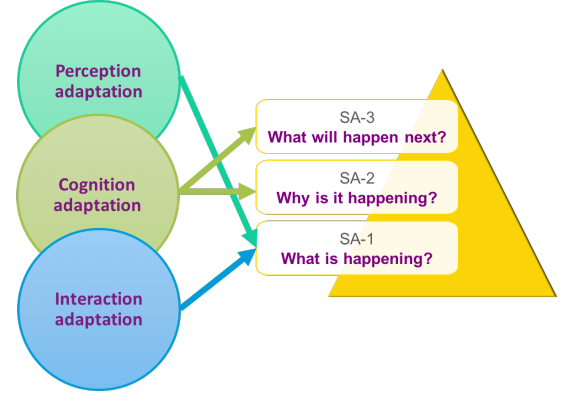 Perception
adaptation
Cognition
adaptation
Interaction
adaptation
SA-3
What will happen next?
SA-2
Why is it happening?
SA-1
What is happening?